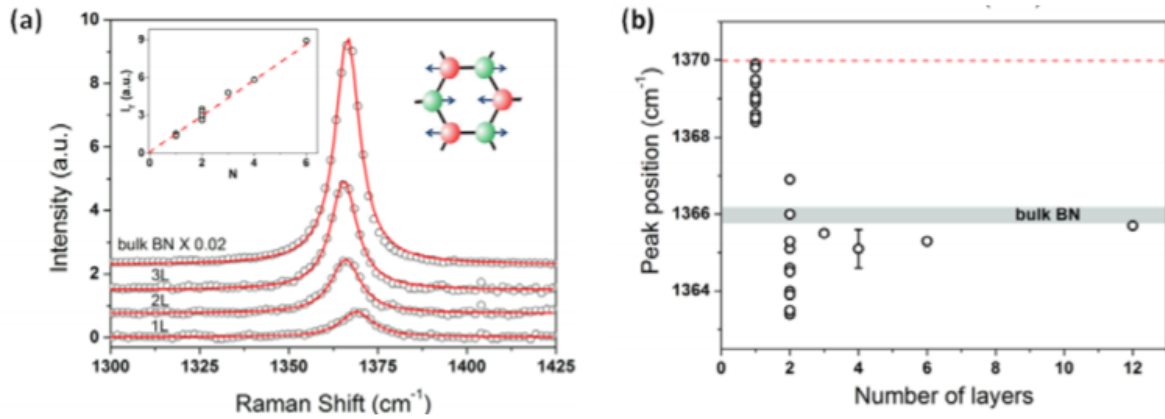 (a)
10
8
6
4
2
0
Intensity (a.u.)
9
6
3
0
I_T (a.u.)
0 2 4 6
N
bulk BN X 0.02
3L
2L
1L
1300 1325 1350 1375 1400 1425
Raman Shift (cm⁻¹)
(b)
1370
1368
1366
1364
Peak position (cm⁻¹)
bulk BN
0 2 4 6 8 10 12
Number of layers